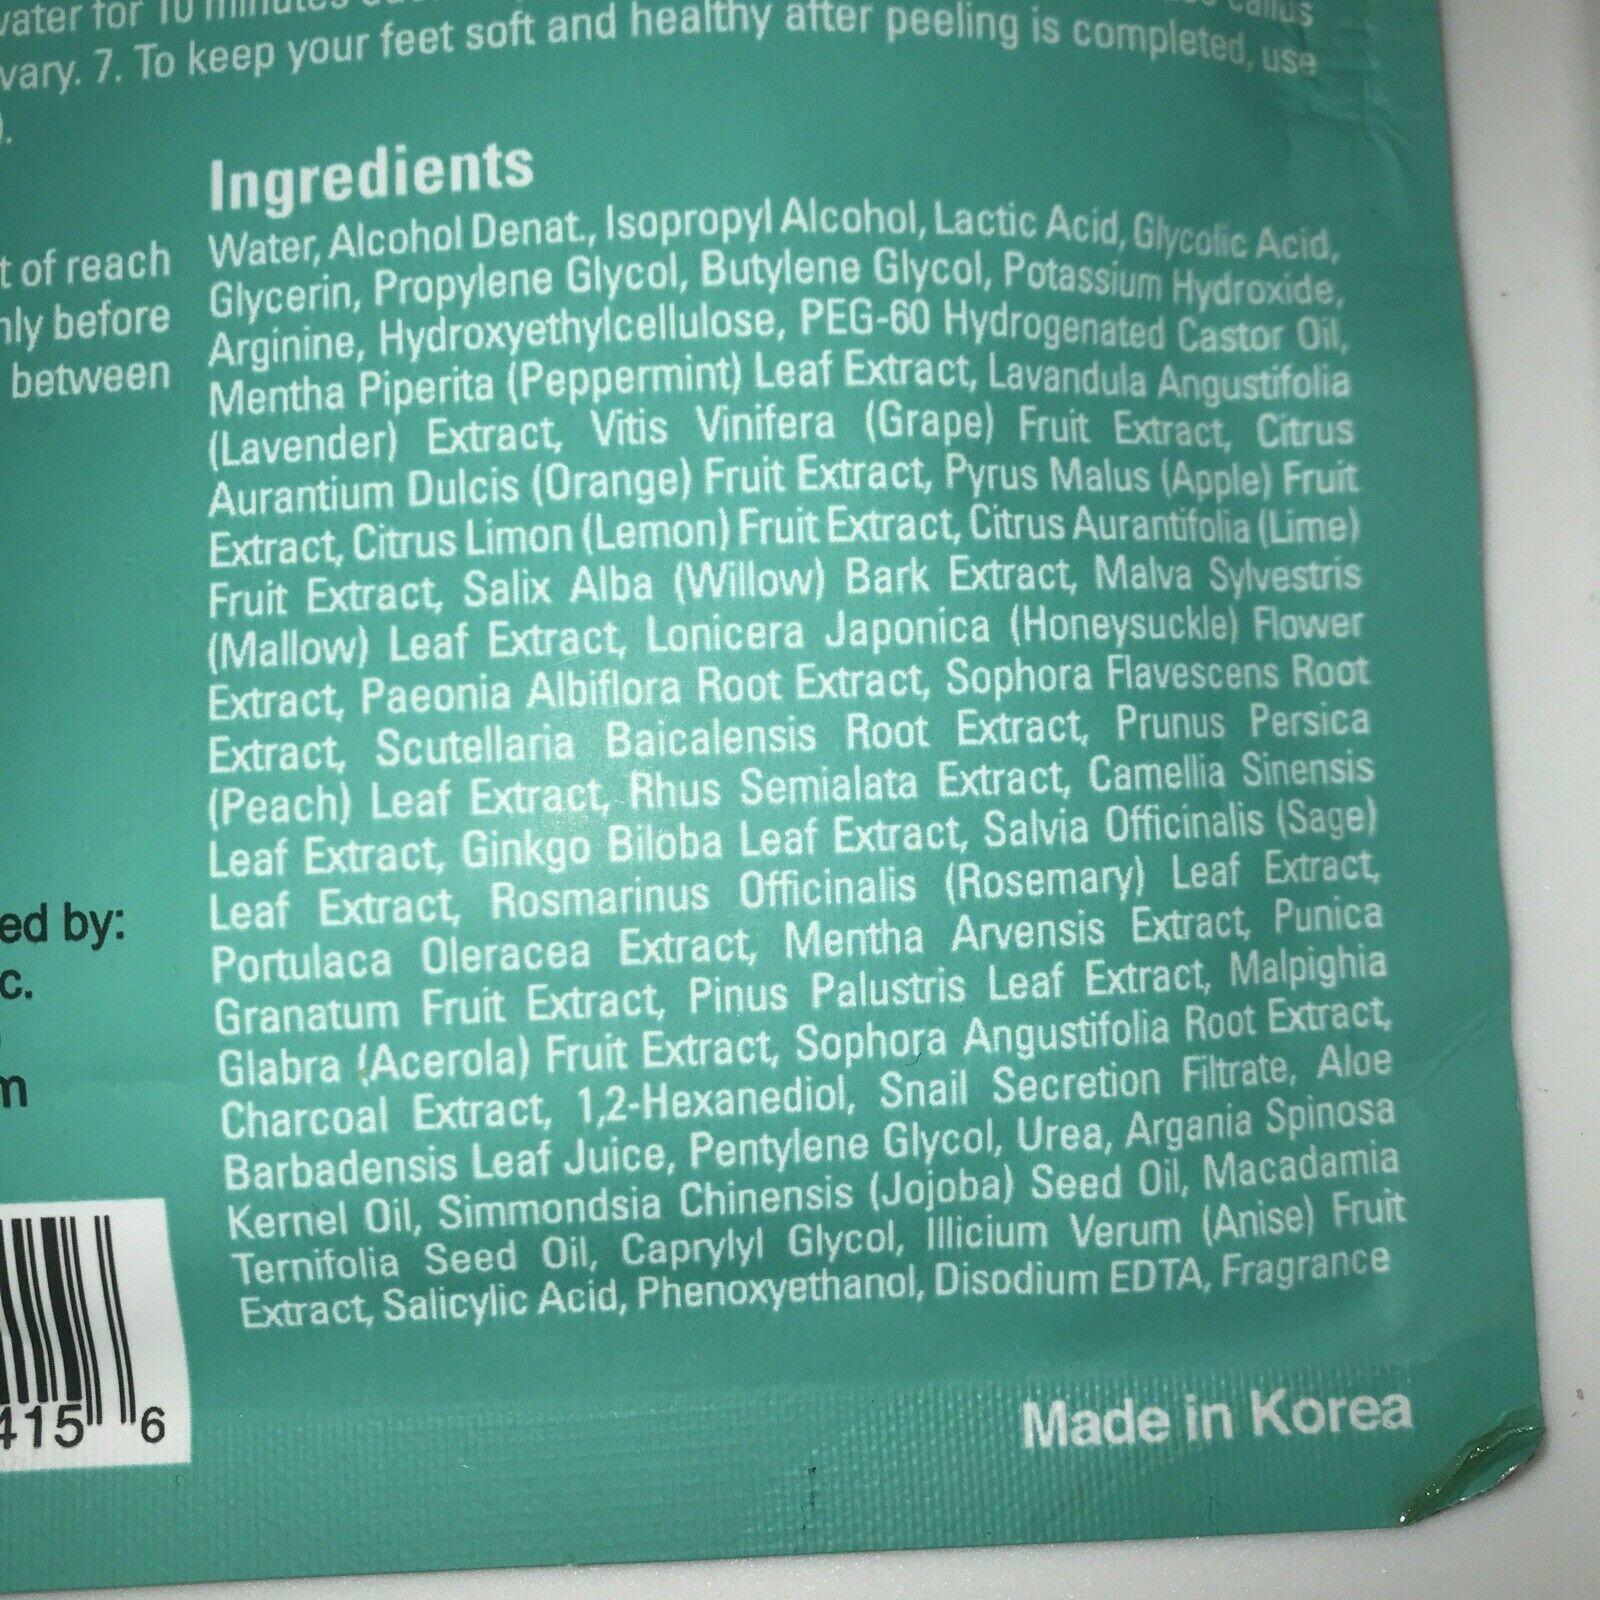 water for 10 minutes
callus
vary. 7. To keep your feet soft and healthy after peeling is completed, use
).
t of reach
nly before
between
ed by:
c.
m
415 6
Ingredients
Water, Alcohol Denat., Isopropyl Alcohol, Lactic Acid, Glycolic Acid,
Glycerin, Propylene Glycol, Butylene Glycol, Potassium Hydroxide,
Arginine, Hydroxyethylcellulose, PEG-60 Hydrogenated Castor Oil,
Mentha Piperita (Peppermint) Leaf Extract, Lavandula Angustifolia
(Lavender) Extract, Vitis Vinifera (Grape) Fruit Extract, Citrus
Aurantium Dulcis (Orange) Fruit Extract, Pyrus Malus (Apple) Fruit
Extract, Citrus Limon (Lemon) Fruit Extract, Citrus Aurantifolia (Lime)
Fruit Extract, Salix Alba (Willow) Bark Extract, Malva Sylvestris
(Mallow) Leaf Extract, Lonicera Japonica (Honeysuckle) Flower
Extract, Paeonia Albiflora Root Extract, Sophora Flavescens Root
Extract, Scutellaria Baicalensis Root Extract, Prunus Persica
(Peach) Leaf Extract, Rhus Semialata Extract, Camellia Sinensis
Leaf Extract, Ginkgo Biloba Leaf Extract, Salvia Officinalis (Sage)
Leaf Extract, Rosmarinus Officinalis (Rosemary) Leaf Extract,
Portulaca Oleracea Extract, Mentha Arvensis Extract, Punica
Granatum Fruit Extract, Pinus Palustris Leaf Extract, Malpighia
Glabra (Acerola) Fruit Extract, Sophora Angustifolia Root Extract,
Charcoal Extract, 1,2-Hexanediol, Snail Secretion Filtrate, Aloe
Barbadensis Leaf Juice, Pentylene Glycol, Urea, Argania Spinosa
Kernel Oil, Simmondsia Chinensis (Jojoba) Seed Oil, Macadamia
Ternifolia Seed Oil, Caprylyl Glycol, Illicium Verum (Anise) Fruit
Extract, Salicylic Acid, Phenoxyethanol, Disodium EDTA, Fragrance
Made in Korea